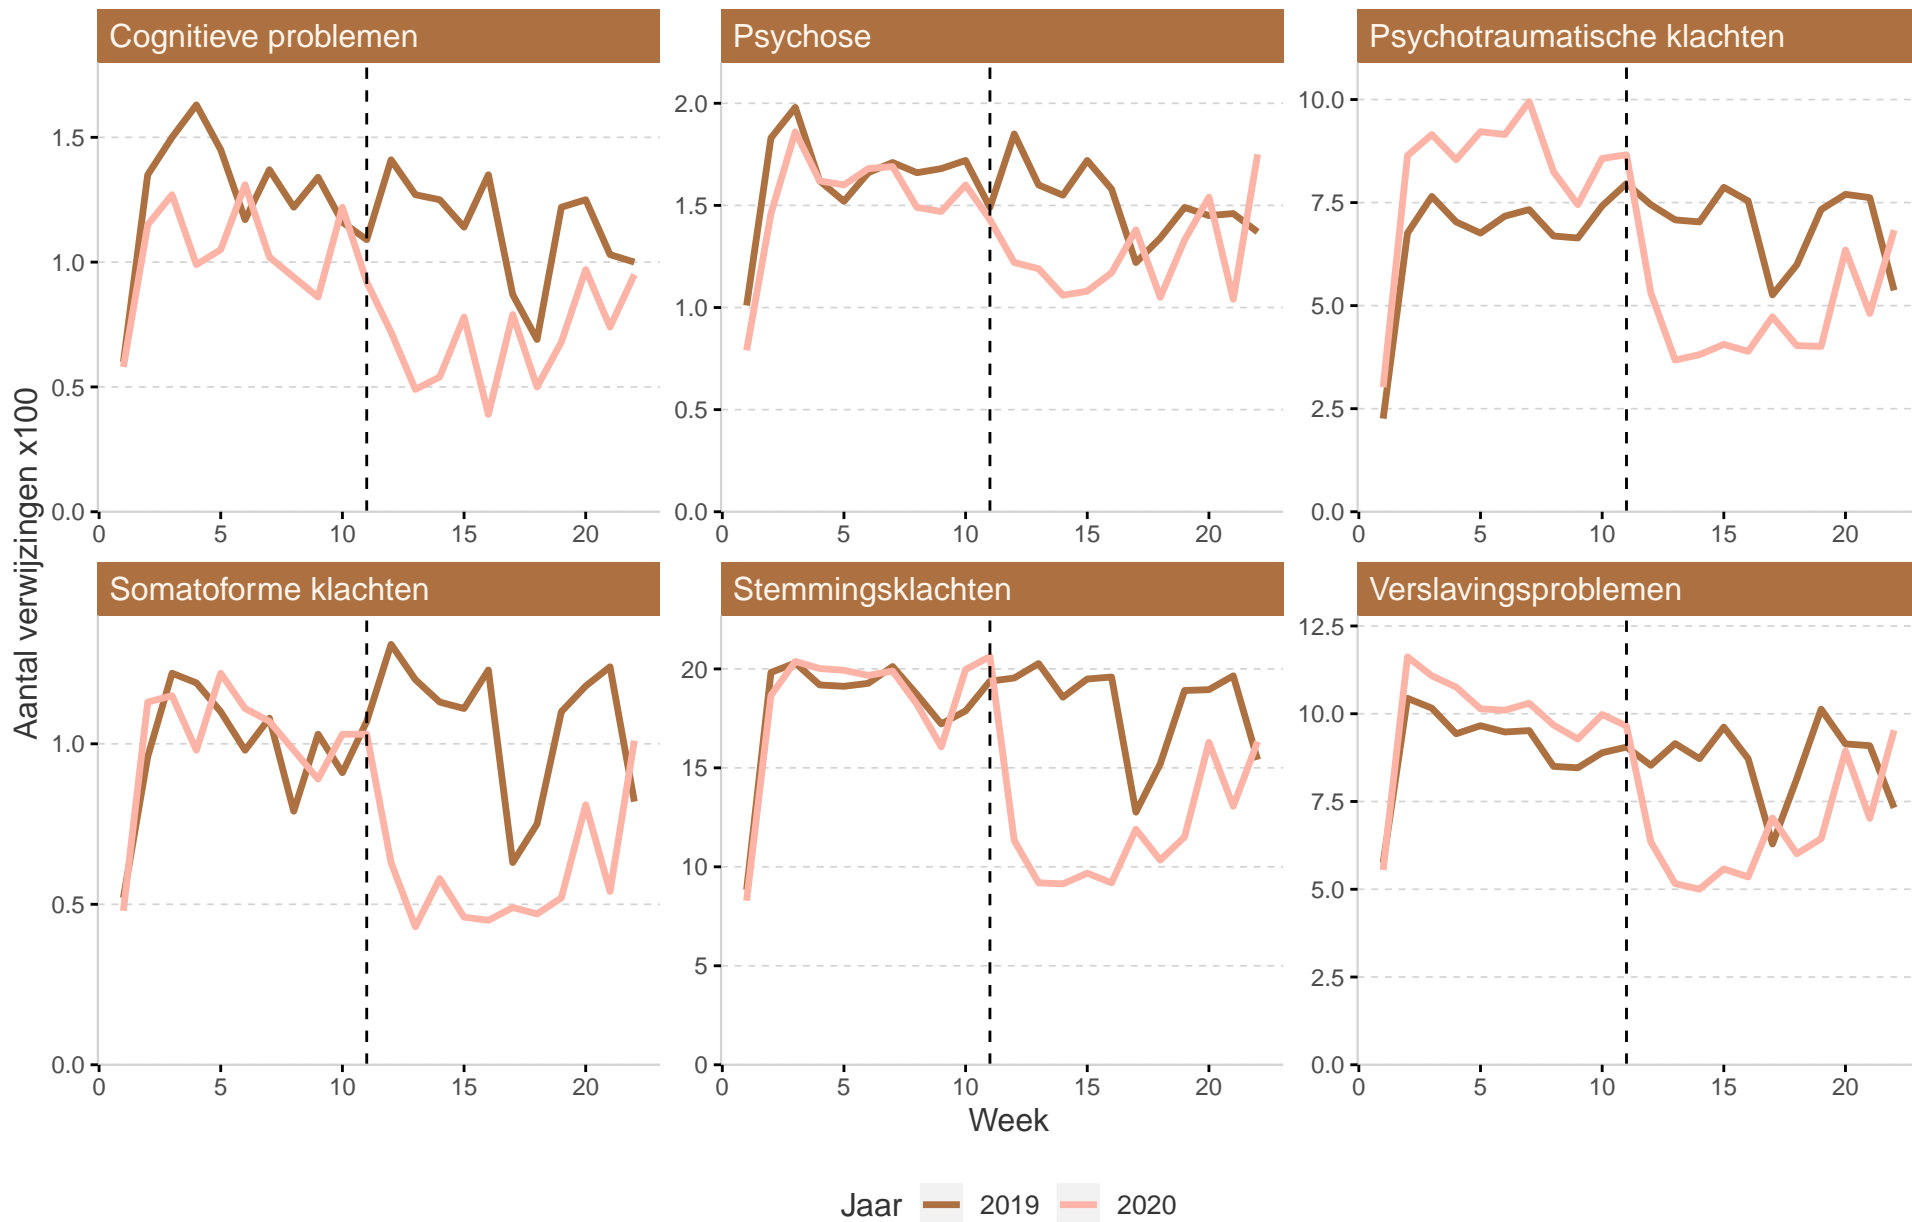 Cognitieve problemen
Psychose
Psychotraumatische klachten
1.5
1.0
0.5
0.0
0 5 10 15 20
2.0
1.5
1.0
0.5
0.0
0 5 10 15 20
10.0
7.5
5.0
2.5
0.0
0 5 10 15 20
Aantal verwijzingen x100
Somatoforme klachten
Stemmingsklachten
Verslavingsproblemen
1.0
0.5
0.0
0 5 10 15 20
20
15
10
5
0
0 5 10 15 20
12.5
10.0
7.5
5.0
2.5
0.0
0 5 10 15 20
Week
Jaar 2019 2020